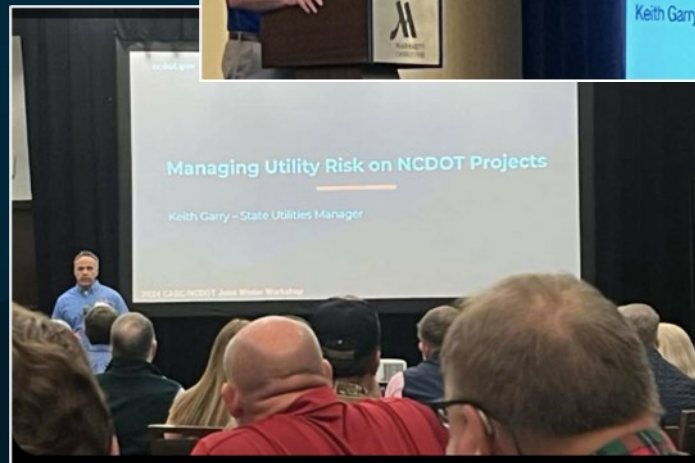 Keith Garry
MARRIOTT
ncdot.gov
Managing Utility Risk on NCDOT Projects
Keith Garry – State Utilities Manager
2024 CAGC/NCDOT Joint Winter Workshop